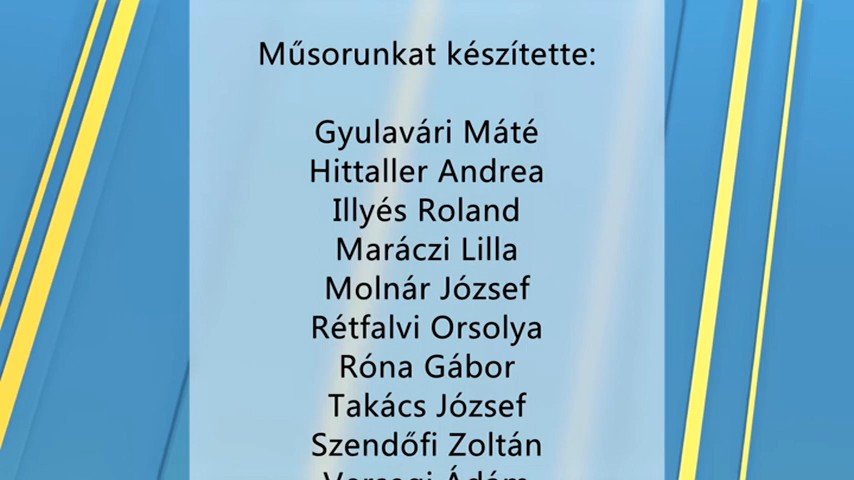 Műsorunkat készítette:
Gyulavári Máté
Hittaller Andrea
Illyés Roland
Maráczi Lilla
Molnár József
Rétfalvi Orsolya
Róna Gábor
Takács József
Szendőfi Zoltán